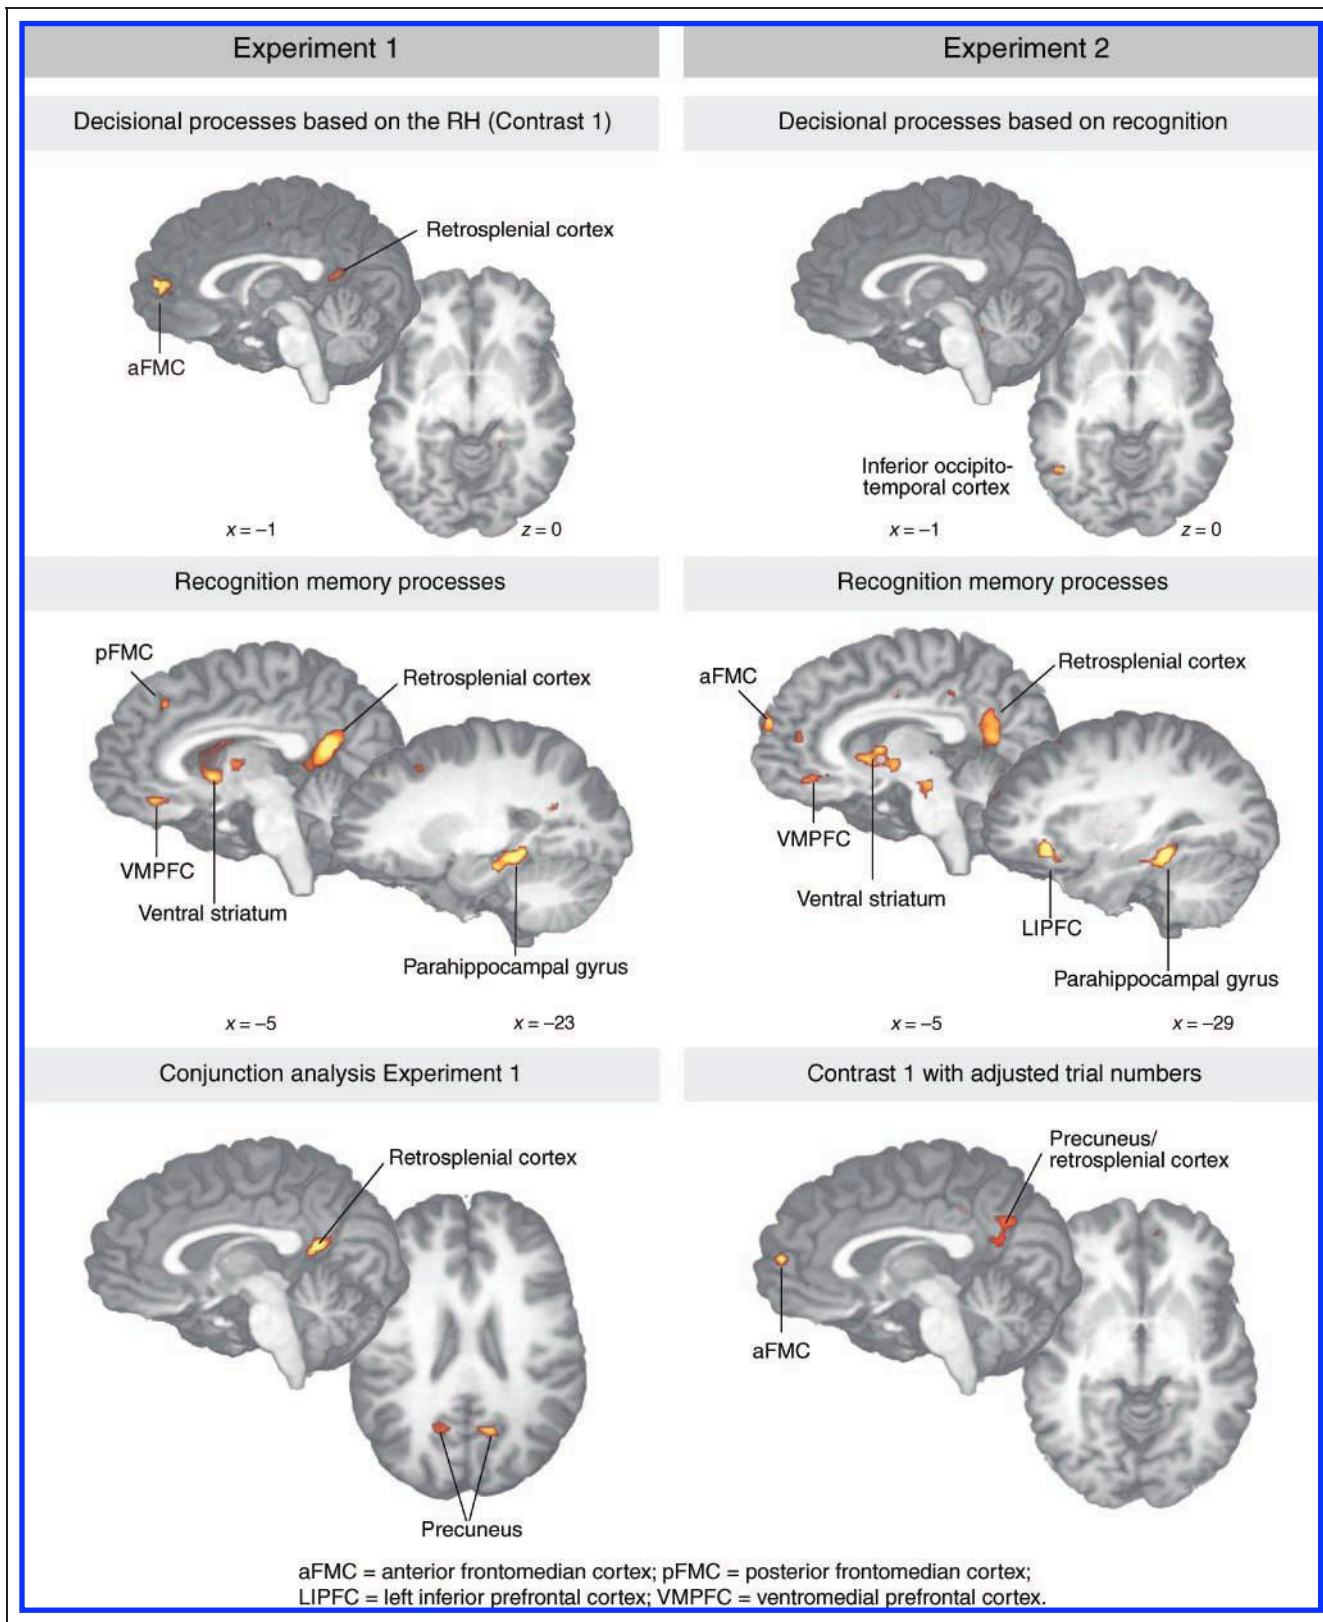 Experiment 1
Experiment 2
Decisional processes based on the RH (Contrast 1)
Decisional processes based on recognition
Retrosplenial cortex
aFMC
x = –1
z = 0
Inferior occipito-
temporal cortex
x = –1
z = 0
Recognition memory processes
Recognition memory processes
pFMC
Retrosplenial cortex
VMPFC
Ventral striatum
Parahippocampal gyrus
x = –5
x = –23
aFMC
Retrosplenial cortex
VMPFC
Ventral striatum
LIPFC
Parahippocampal gyrus
x = –5
x = –29
Conjunction analysis Experiment 1
Contrast 1 with adjusted trial numbers
Retrosplenial cortex
Precuneus
Precuneus/
retrosplenial cortex
aFMC
aFMC = anterior frontomedian cortex; pFMC = posterior frontomedian cortex;
LIPFC = left inferior prefrontal cortex; VMPFC = ventromedial prefrontal cortex.